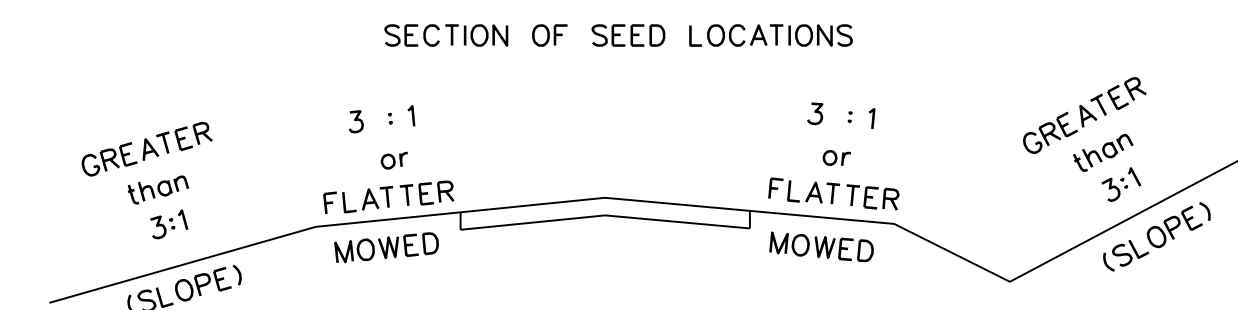 SECTION OF SEED LOCATIONS
GREATER
than
3:1
(SLOPE)
3 : 1
or
FLATTER
MOWED
3 : 1
or
FLATTER
MOWED
GREATER
than
3:1
(SLOPE)